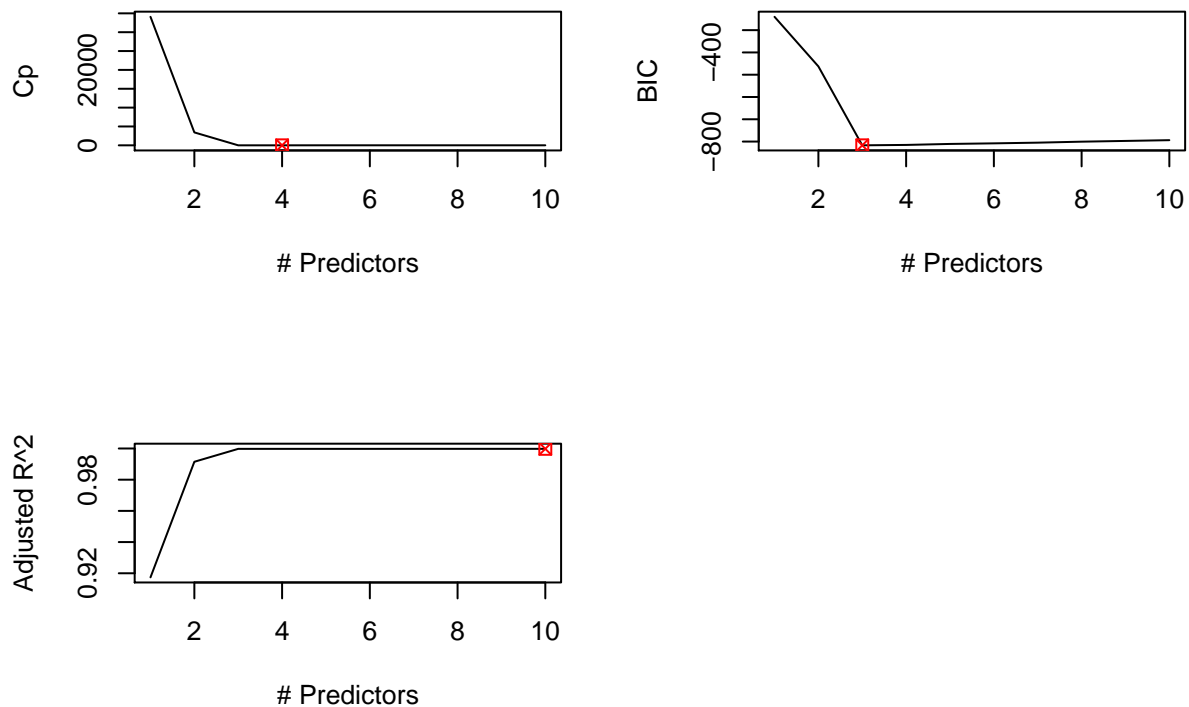 Cp
0
20000
2 4 6 8 10
# Predictors
BIC
−800
−400
2 4 6 8 10
# Predictors
Adjusted R^2
0.92
0.98
2 4 6 8 10
# Predictors